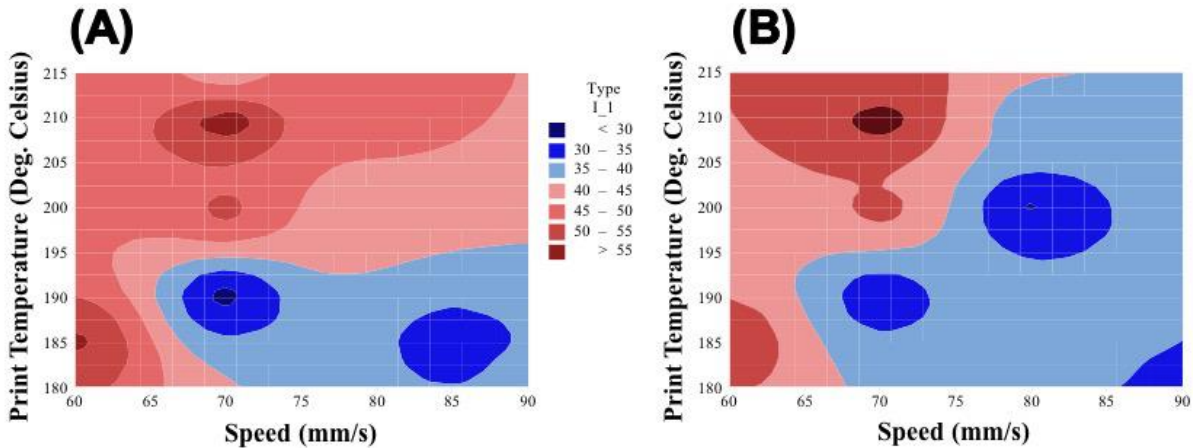 (A)
(B)
Print Temperature (Deg. Celsius)
215
210
205
200
195
190
185
180
60
65
70
75
80
85
90
Speed (mm/s)
Type
I_1
< 30
30 – 35
35 – 40
40 – 45
45 – 50
50 – 55
> 55
Print Temperature (Deg. Celsius)
215
210
205
200
195
190
185
180
60
65
70
75
80
85
90
Speed (mm/s)